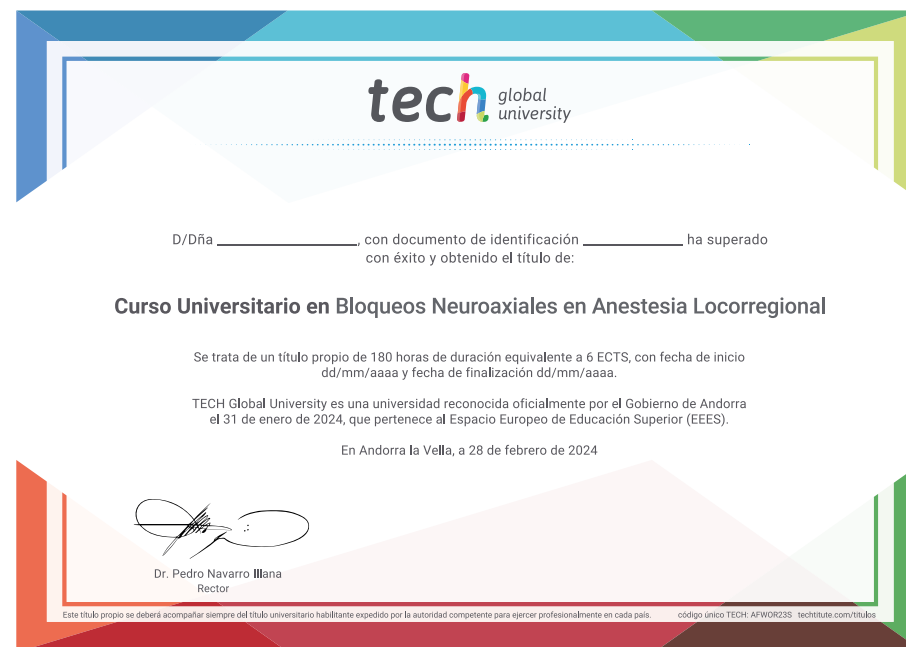 tech global university
D/Dña ____________________, con documento de identificación ______________ ha superado
con éxito y obtenido el título de:
Curso Universitario en Bloqueos Neuroaxiales en Anestesia Locorregional
Se trata de un título propio de 180 horas de duración equivalente a 6 ECTS, con fecha de inicio
dd/mm/aaaa y fecha de finalización dd/mm/aaaa.
TECH Global University es una universidad reconocida oficialmente por el Gobierno de Andorra
el 31 de enero de 2024, que pertenece al Espacio Europeo de Educación Superior (EEES).
En Andorra la Vella, a 28 de febrero de 2024
Dr. Pedro Navarro Illana
Rector
Este título propio se deberá acompañar siempre del título universitario habilitante expedido por la autoridad competente para ejercer profesionalmente en cada país. código único TECH: AFWOR23S techtitute.com/titulos